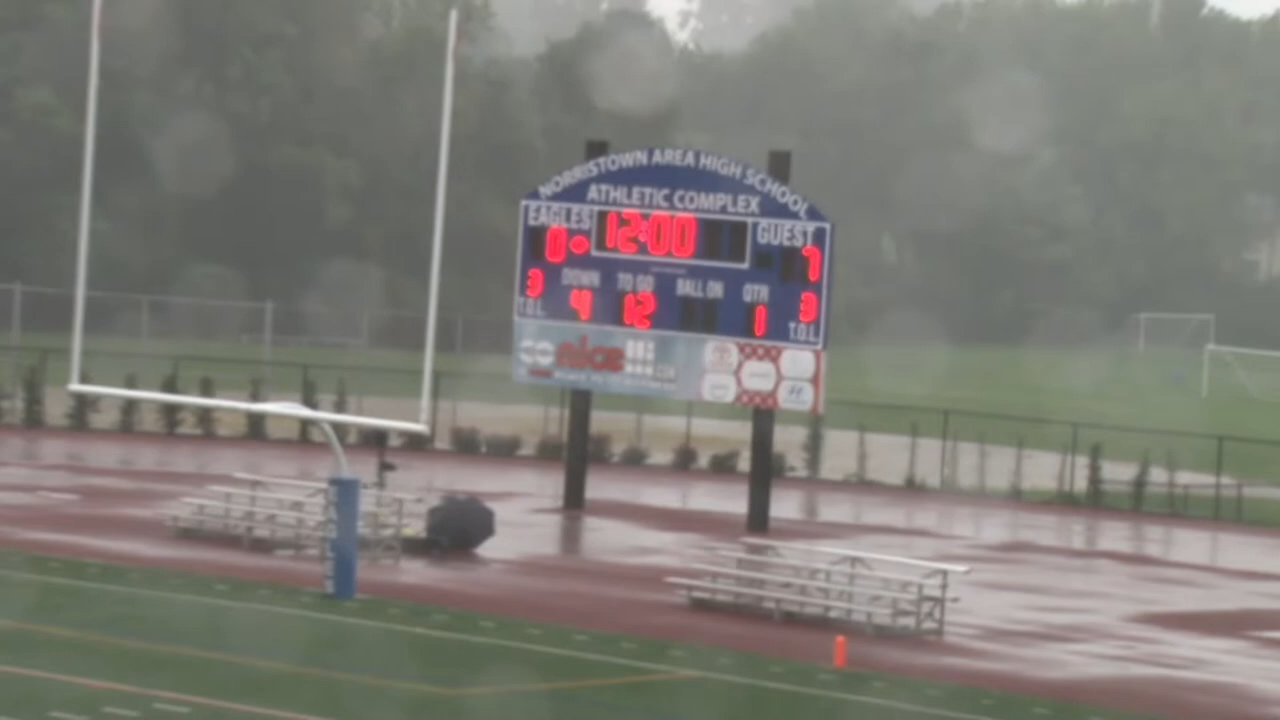 NORRISTOWN AREA HIGH SCHOOL
ATHLETIC COMPLEX
EAGLES 12:00 GUEST
0 7
3 DOWN TO GO BALL ON QTR 3
T.O.L. 4 12 1 T.O.L.